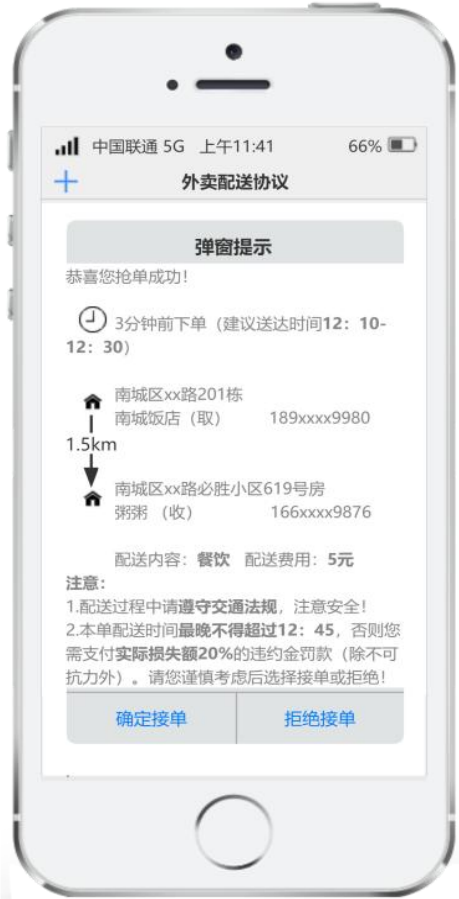 中国联通 5G 上午11:41 66%
外卖配送协议
弹窗提示
恭喜您抢单成功！
3分钟前下单（建议送达时间12：10-
12：30）
南城区xx路201栋
南城饭店（取） 189xxxx9980
1.5km
南城区xx路必胜小区619号房
粥粥 （收） 166xxxx9876
配送内容：餐饮 配送费用：5元
注意：
1.配送过程中请遵守交通法规，注意安全！
2.本单配送时间最晚不得超过12：45，否则您
需支付实际损失额20%的违约金罚款（除不可
抗力外）。请您谨慎考虑后选择接单或拒绝！
确定接单 拒绝接单